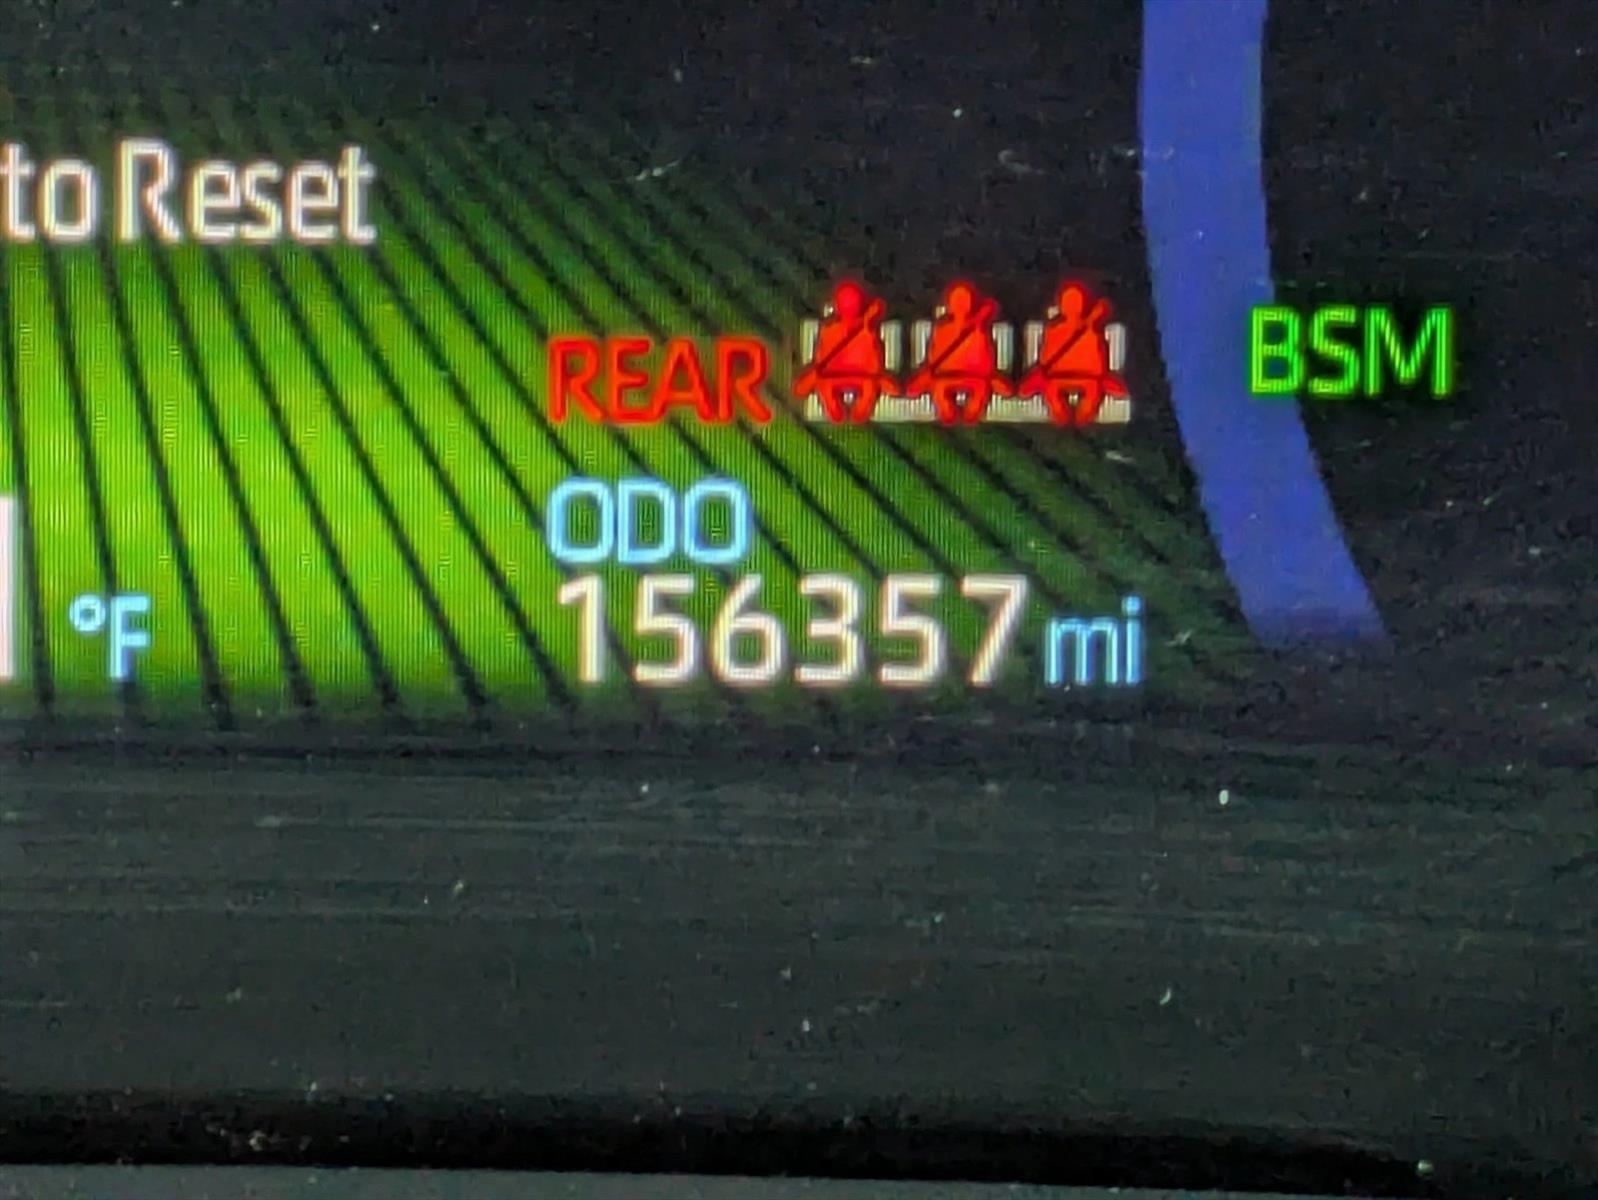 to Reset
REAR
BSM
ODO
°F
156357 mi